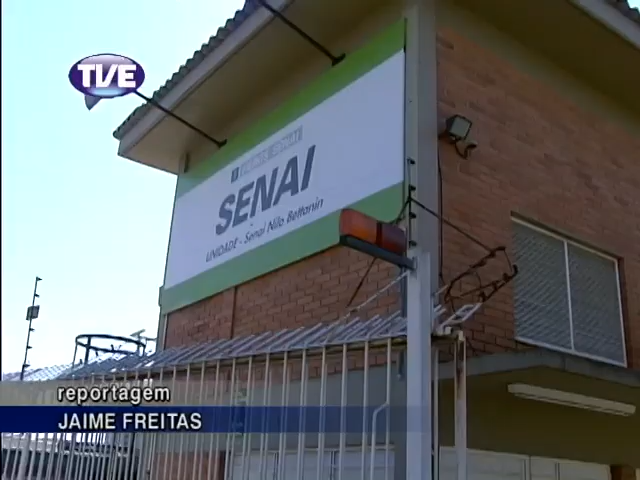 TVE
SENAI
UNIDADE - Senai Nilo Bettanin
reportagem
JAIME FREITAS